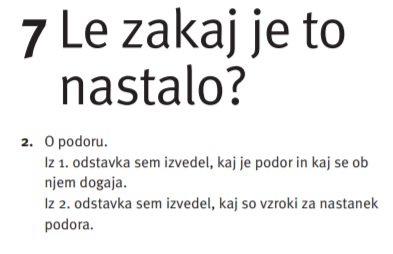 7 Le zakaj je to
nastalo?
2. O podoru.
Iz 1. odstavka sem izvedel, kaj je podor in kaj se ob
njem dogaja.
Iz 2. odstavka sem izvedel, kaj so vzroki za nastanek
podora.